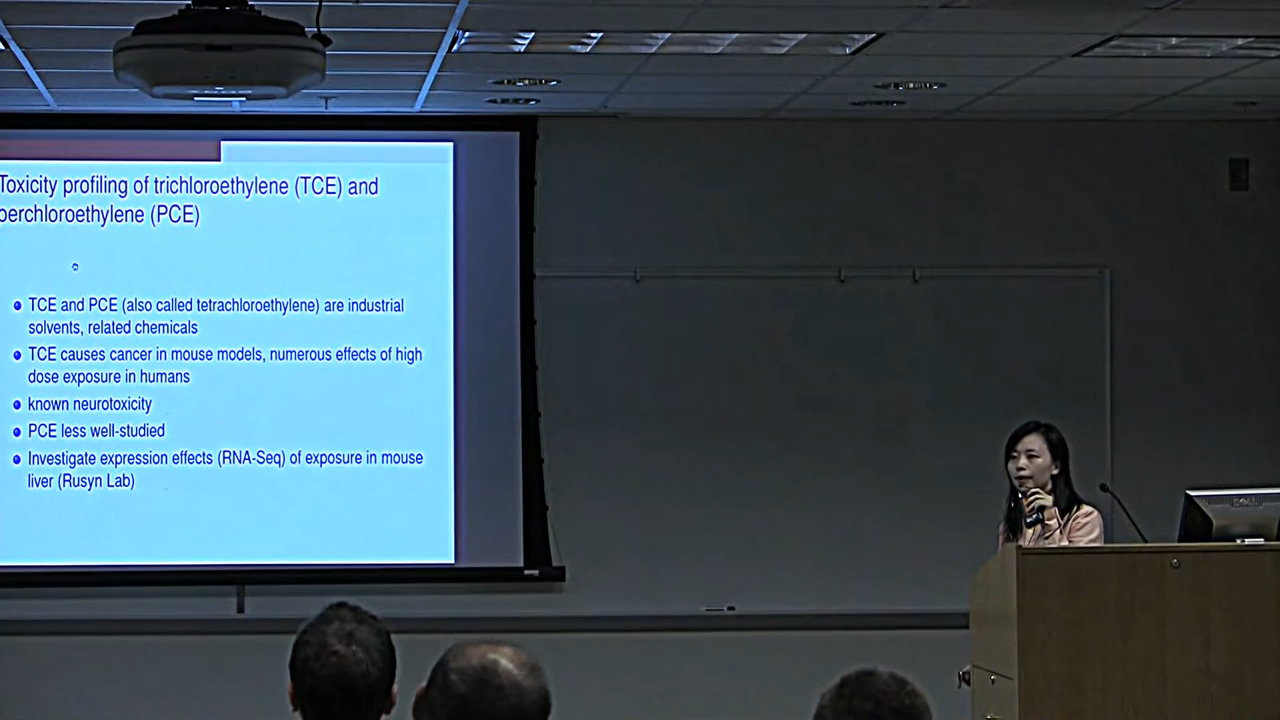 Toxicity profiling of trichloroethylene (TCE) and
perchloroethylene (PCE)
TCE and PCE (also called tetrachloroethylene) are industrial
solvents, related chemicals
TCE causes cancer in mouse models, numerous effects of high
dose exposure in humans
known neurotoxicity
PCE less well-studied
Investigate expression effects (RNA-Seq) of exposure in mouse
liver (Rusyn Lab)